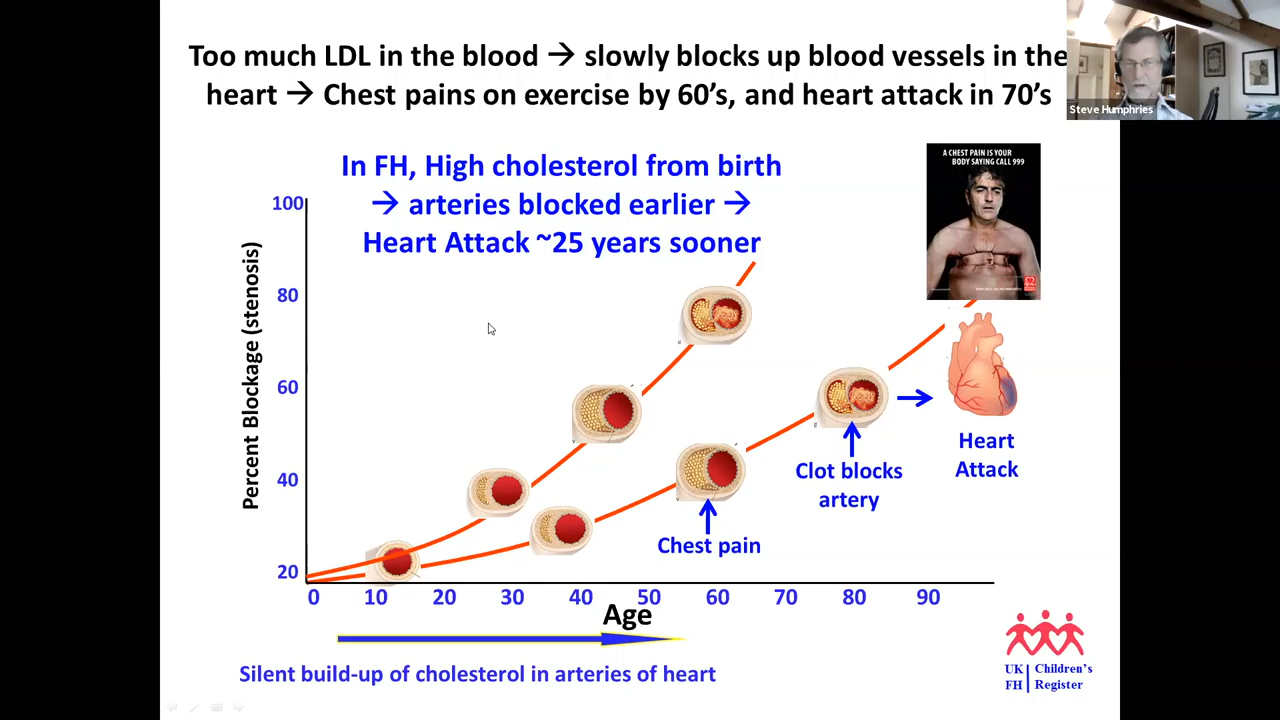 Too much LDL in the blood → slowly blocks up blood vessels in the
heart → Chest pains on exercise by 60's, and heart attack in 70's
Steve Humphries
In FH, High cholesterol from birth
→ arteries blocked earlier →
Heart Attack ~25 years sooner
A CHEST PAIN IS YOUR
BODY SAYING CALL 999
Percent Blockage (stenosis)
100
80
60
40
20
Heart
Attack
Clot blocks
artery
Chest pain
0 10 20 30 40 50 60 70 80 90
Age
Silent build-up of cholesterol in arteries of heart
UK Children's
FH Register